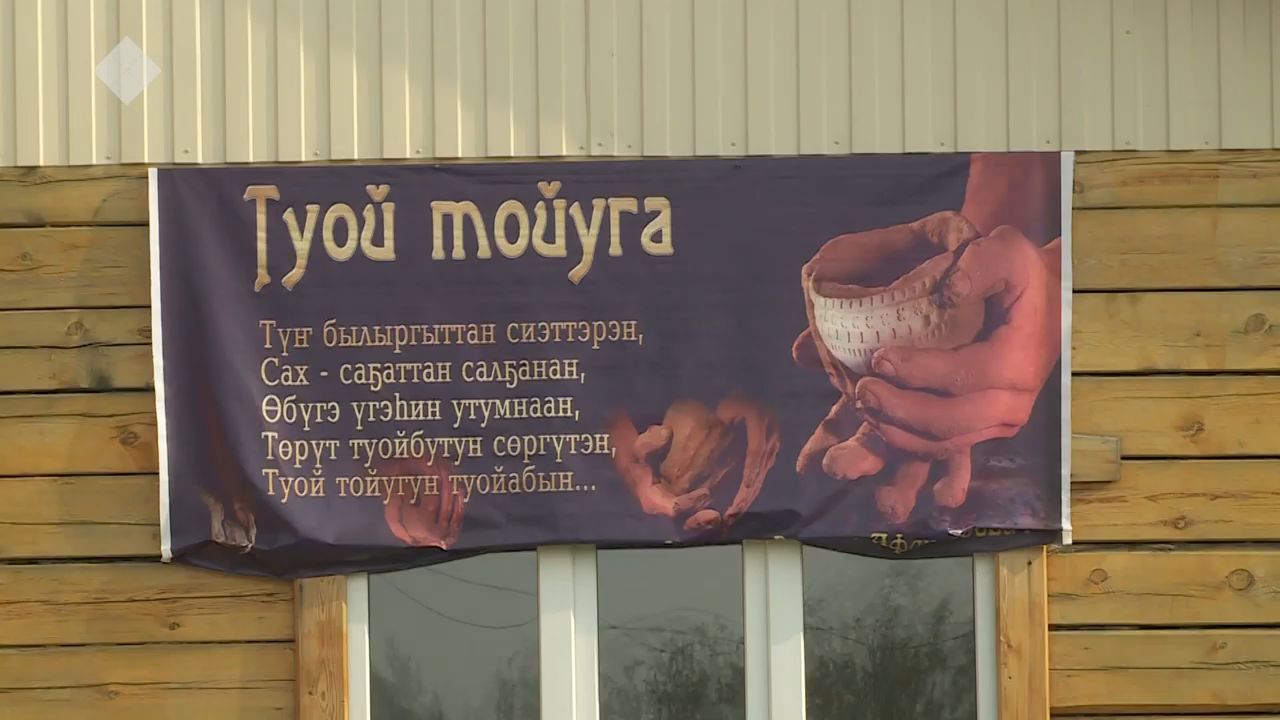 Туой тойуга
Түҥ былыргыттан сиэттэрэн,
Сах - саҕаттан салҕанан,
Өбүгэ үгэһин утумнаан,
Төрүт туойбутун сөргүтэн,
Туой тойугун туойабын...